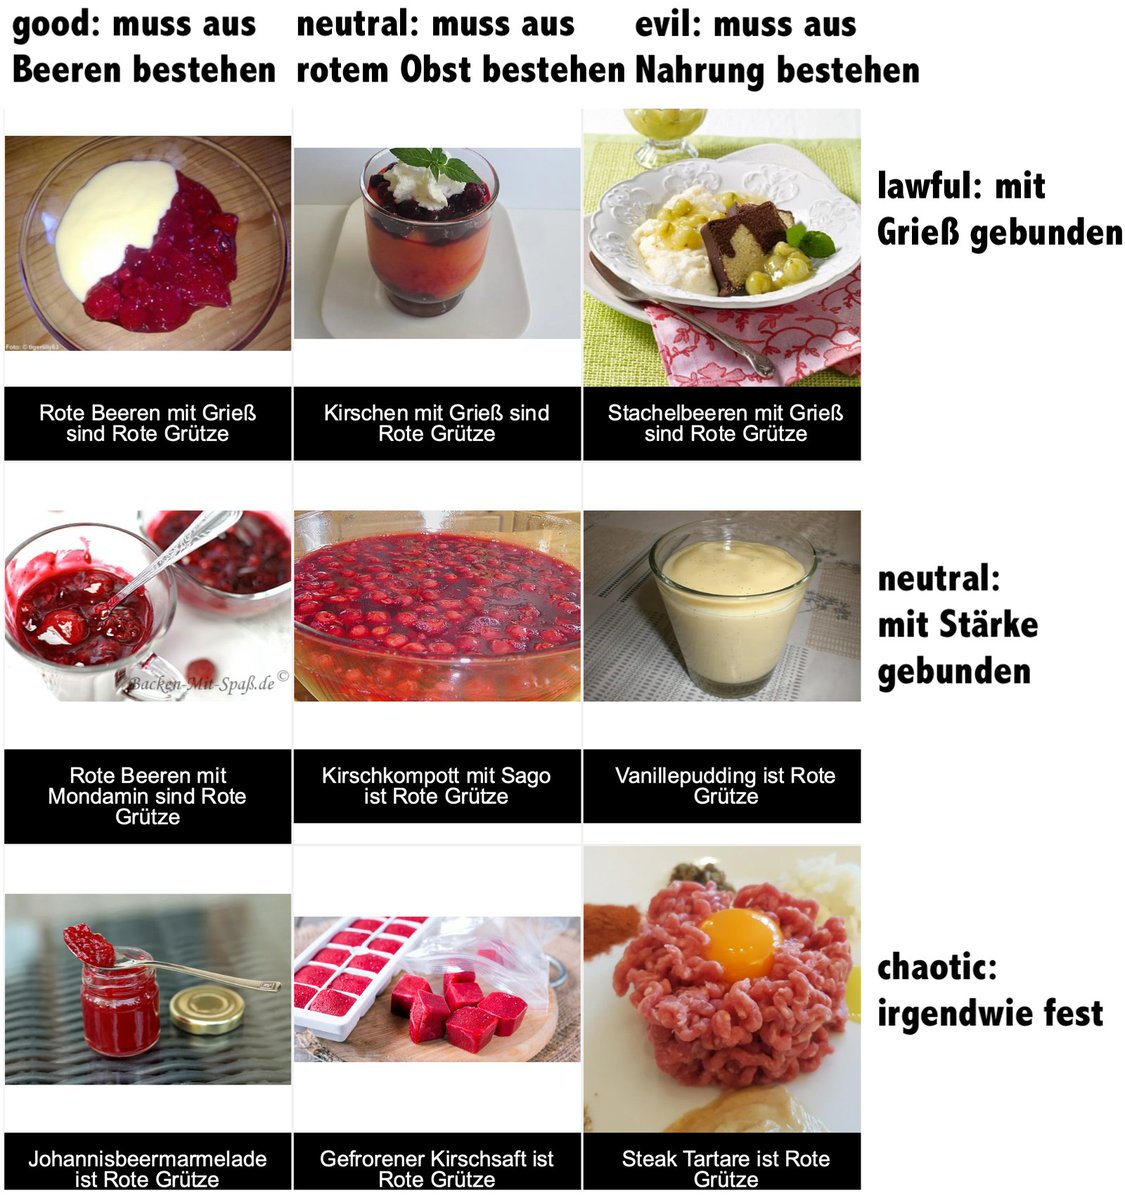 good: muss aus
Beeren bestehen
neutral: muss aus
rotem Obst bestehen
evil: muss aus
Nahrung bestehen
lawful: mit
Grieß gebunden
Foto: © tigerlilly63
Rote Beeren mit Grieß
sind Rote Grütze
Kirschen mit Grieß sind
Rote Grütze
Stachelbeeren mit Grieß
sind Rote Grütze
neutral:
mit Stärke
gebunden
Backen-Mit-Spaß.de©
Rote Beeren mit
Mondamin sind Rote
Grütze
Kirschkompott mit Sago
ist Rote Grütze
Vanillepudding ist Rote
Grütze
chaotic:
irgendwie fest
Johannisbeermarmelade
ist Rote Grütze
Gefrorener Kirschsaft ist
Rote Grütze
Steak Tartare ist Rote
Grütze